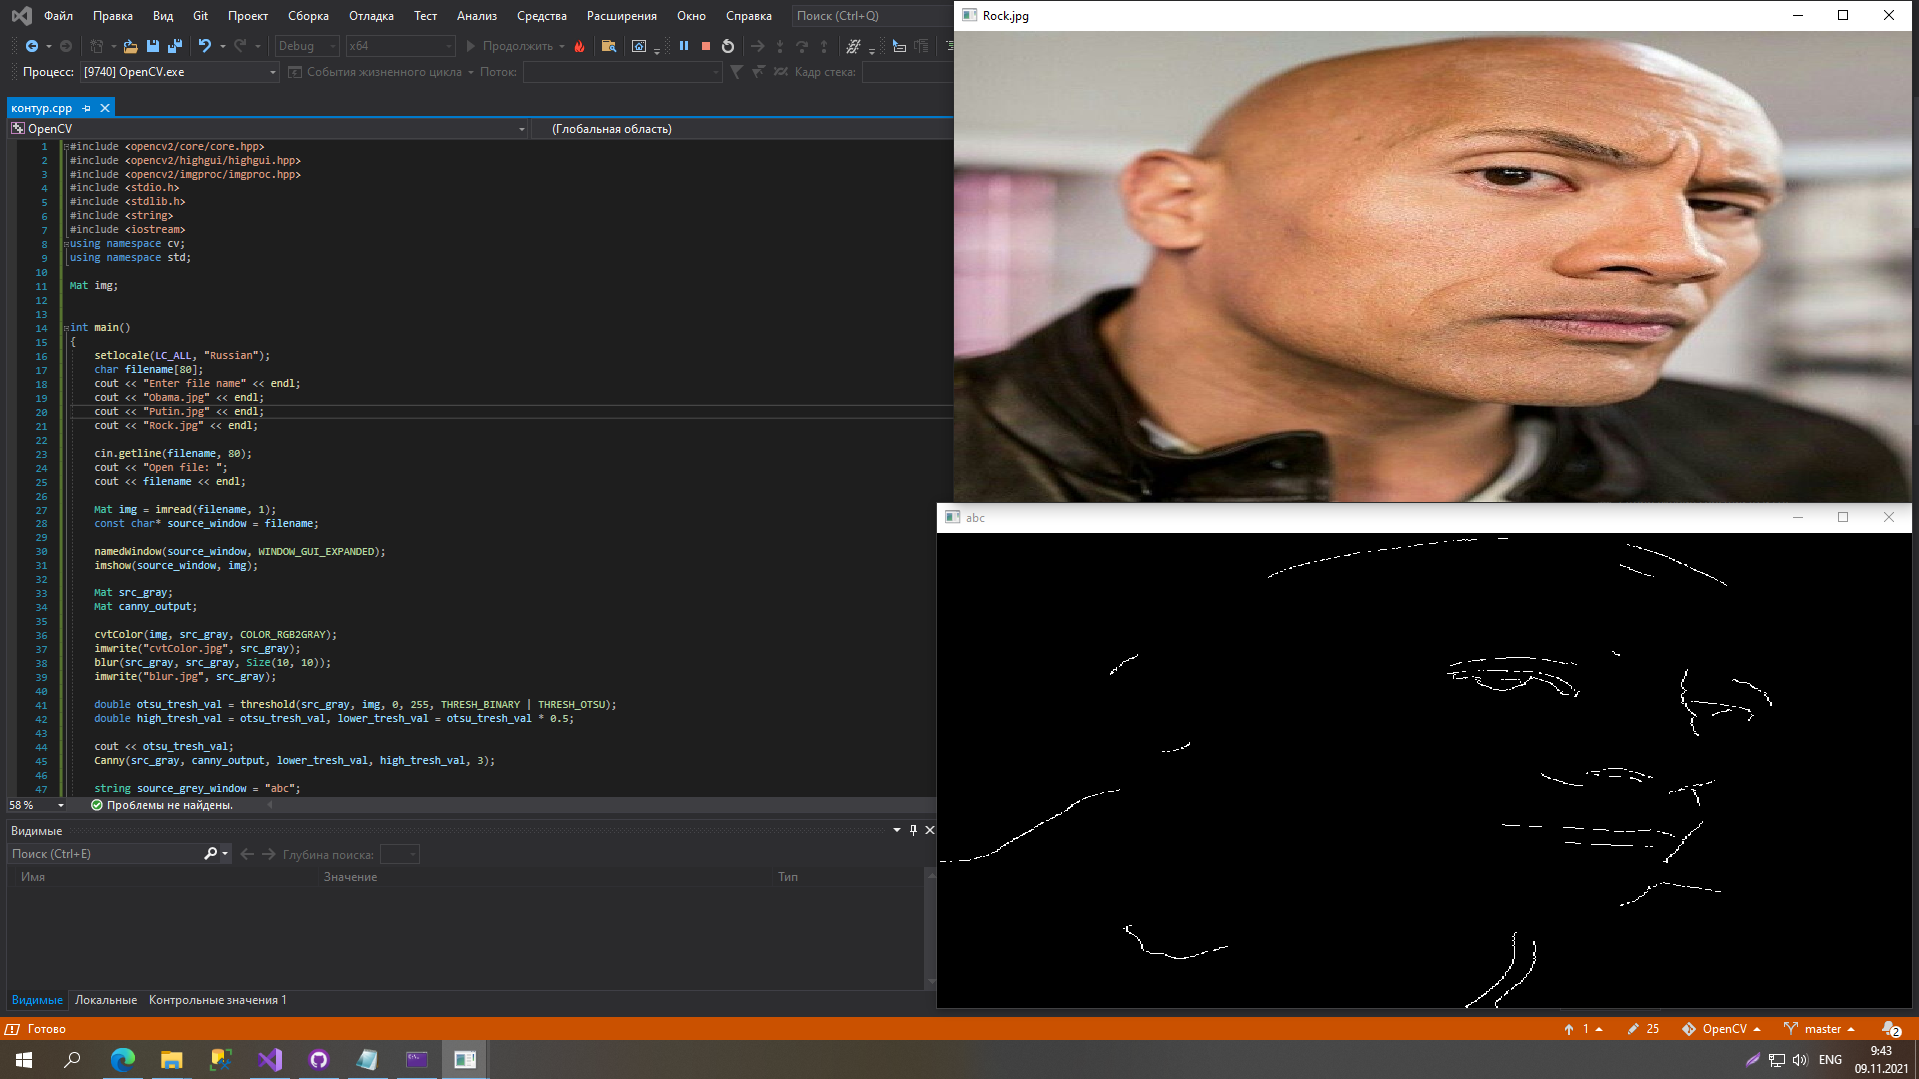 Файл Правка Вид Git Проект Сборка Отладка Тест Анализ Средства Расширения Окно Справка Поиск (Ctrl+Q)
Debug x64 Продолжить
Процесс: [9740] OpenCV.exe События жизненного цикла Поток: Кадр стека:
контур.cpp
OpenCV (Глобальная область)
1 #include <opencv2/core/core.hpp>
2 #include <opencv2/highgui/highgui.hpp>
3 #include <opencv2/imgproc/imgproc.hpp>
4 #include <stdio.h>
5 #include <stdlib.h>
6 #include <string>
7 #include <iostream>
8 using namespace cv;
9 using namespace std;
10
11 Mat img;
12
13
14 int main()
15 {
16 setlocale(LC_ALL, "Russian");
17 char filename[80];
18 cout << "Enter file name" << endl;
19 cout << "Obama.jpg" << endl;
20 cout << "Putin.jpg" << endl;
21 cout << "Rock.jpg" << endl;
22
23 cin.getline(filename, 80);
24 cout << "Open file: ";
25 cout << filename << endl;
26
27 Mat img = imread(filename, 1);
28 const char* source_window = filename;
29
30 namedWindow(source_window, WINDOW_GUI_EXPANDED);
31 imshow(source_window, img);
32
33 Mat src_gray;
34 Mat canny_output;
35
36 cvtColor(img, src_gray, COLOR_RGB2GRAY);
37 imwrite("cvtColor.jpg", src_gray);
38 blur(src_gray, src_gray, Size(10, 10));
39 imwrite("blur.jpg", src_gray);
40
41 double otsu_tresh_val = threshold(src_gray, img, 0, 255, THRESH_BINARY | THRESH_OTSU);
42 double high_tresh_val = otsu_tresh_val, lower_tresh_val = otsu_tresh_val * 0.5;
43
44 cout << otsu_tresh_val;
45 Canny(src_gray, canny_output, lower_tresh_val, high_tresh_val, 3);
46
47 string source_grey_window = "abc";
58 % Проблемы не найдены.
Видимые
Поиск (Ctrl+E) Глубина поиска:
Имя Значение Тип
Видимые Локальные Контрольные значения 1
Rock.jpg
abc
Готово 1 25 OpenCV master 2
ENG 9:43
09.11.2021